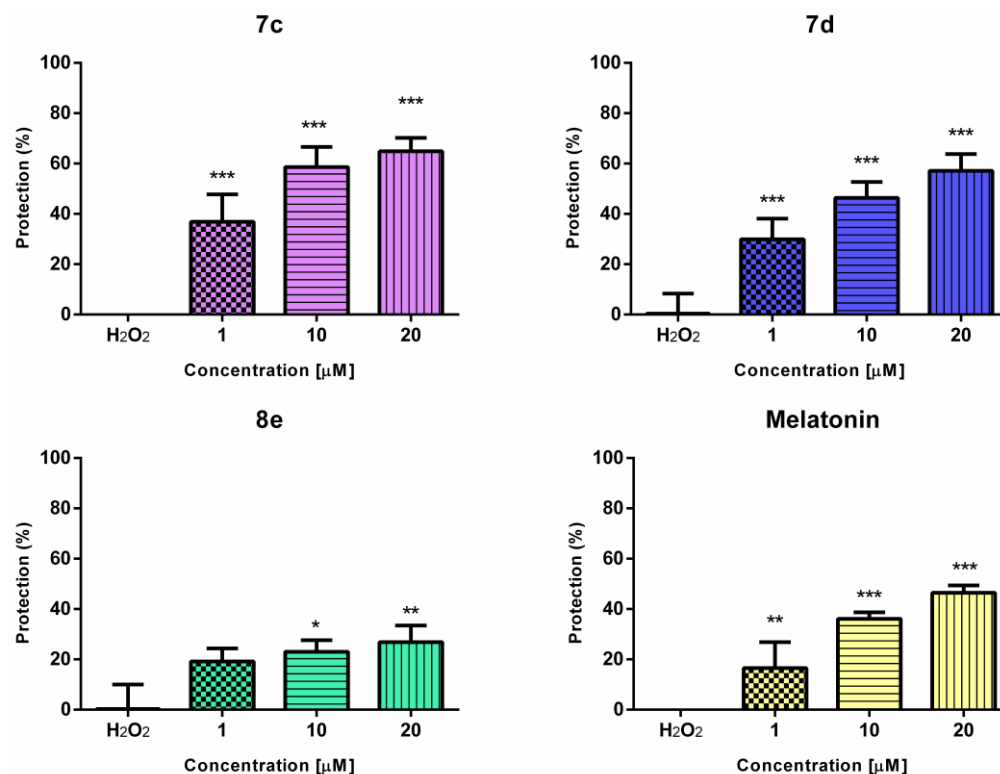 7c
Protection (%)
100
80
60
40
20
0
***
***
***
H2O2 1 10 20
Concentration [μM]
7d
Protection (%)
100
80
60
40
20
0
***
***
***
H2O2 1 10 20
Concentration [μM]
8e
Protection (%)
100
80
60
40
20
0
*
**
H2O2 1 10 20
Concentration [μM]
Melatonin
Protection (%)
100
80
60
40
20
0
**
***
***
H2O2 1 10 20
Concentration [μM]